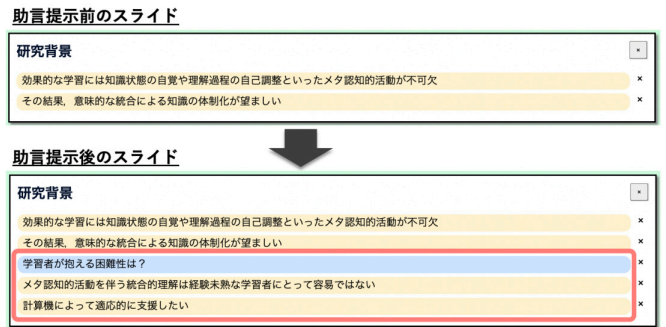 助言提示前のスライド
研究背景
×
効果的な学習には知識状態の自覚や理解過程の自己調整といったメタ認知的活動が不可欠
×
その結果，意味的な統合による知識の体制化が望ましい
×
助言提示後のスライド
研究背景
×
効果的な学習には知識状態の自覚や理解過程の自己調整といったメタ認知的活動が不可欠
×
その結果，意味的な統合による知識の体制化が望ましい
×
学習者が抱える困難性は？
×
メタ認知的活動を伴う統合的理解は経験未熟な学習者にとって容易ではない
×
計算機によって適応的に支援したい
×